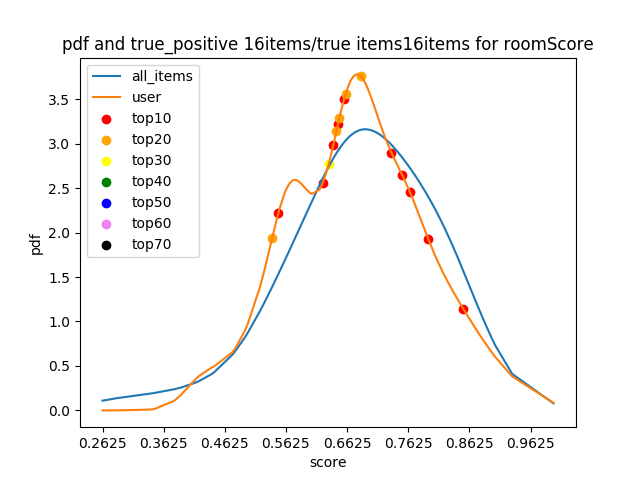 pdf and true_positive 16items/true items16items for roomScore
all_items
user
top10
top20
top30
top40
top50
top60
top70
pdf
3.5
3.0
2.5
2.0
1.5
1.0
0.5
0.0
0.2625 0.3625 0.4625 0.5625 0.6625 0.7625 0.8625 0.9625
score